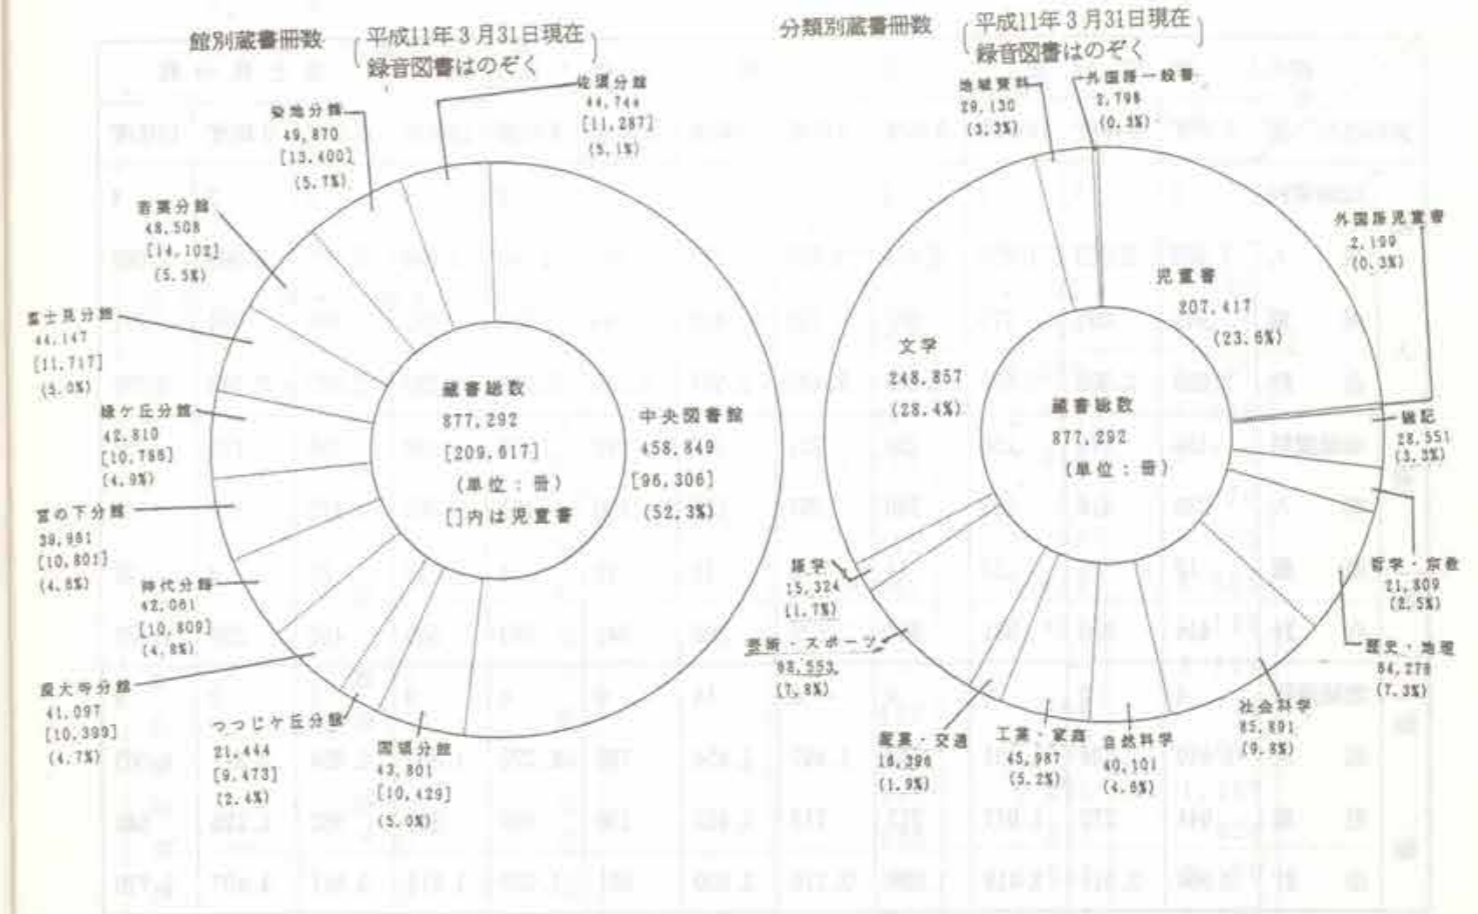 館別蔵書冊数
平成11年3月31日現在
録音図書はのぞく
佐須分館
44,744
[11,287]
(5.1%)
染地分館
49,870
[13,400]
(5.7%)
若葉分館
48,508
[14,102]
(5.5%)
富士見分館
44,147
[11,717]
(5.0%)
緑ケ丘分館
42,810
(4.9%)
宮の下分館
[10,801]
神代分館
[10,809]
(4.8%)
深大寺分館
41,097
[10,399]
(4.7%)
つつじケ丘分館
21,444
[9,473]
(2.4%)
国領分館
43,801
[10,429]
(5.0%)
中央図書館
458,849
[96,306]
(52.3%)
蔵書総数
877,292
[209,617]
(単位：冊)
[]内は児童書
分類別蔵書冊数
平成11年3月31日現在
録音図書はのぞく
地域資料
29,130
(3.3%)
外国語一般書
2,798
(0.3%)
外国語児童書
2,199
(0.3%)
児童書
207,417
(23.6%)
総記
28,551
(3.3%)
哲学・宗教
21,809
(2.5%)
歴史・地理
64,278
(7.3%)
社会科学
85,891
(9.8%)
自然科学
40,101
(4.6%)
工業・家庭
45,987
(5.2%)
産業・交通
16,396
(1.9%)
芸術・スポーツ
68,553
(7.8%)
語学
15,324
(1.7%)
文学
248,857
(28.4%)
蔵書総数
877,292
(単位：冊)